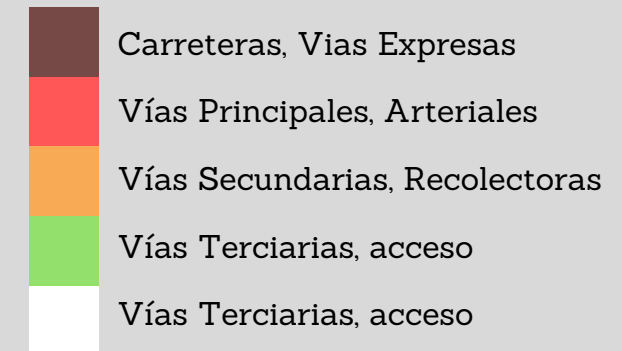 Carreteras, Vias Expresas
Vías Principales, Arteriales
Vías Secundarias, Recolectoras
Vías Terciarias, acceso
Vías Terciarias, acceso